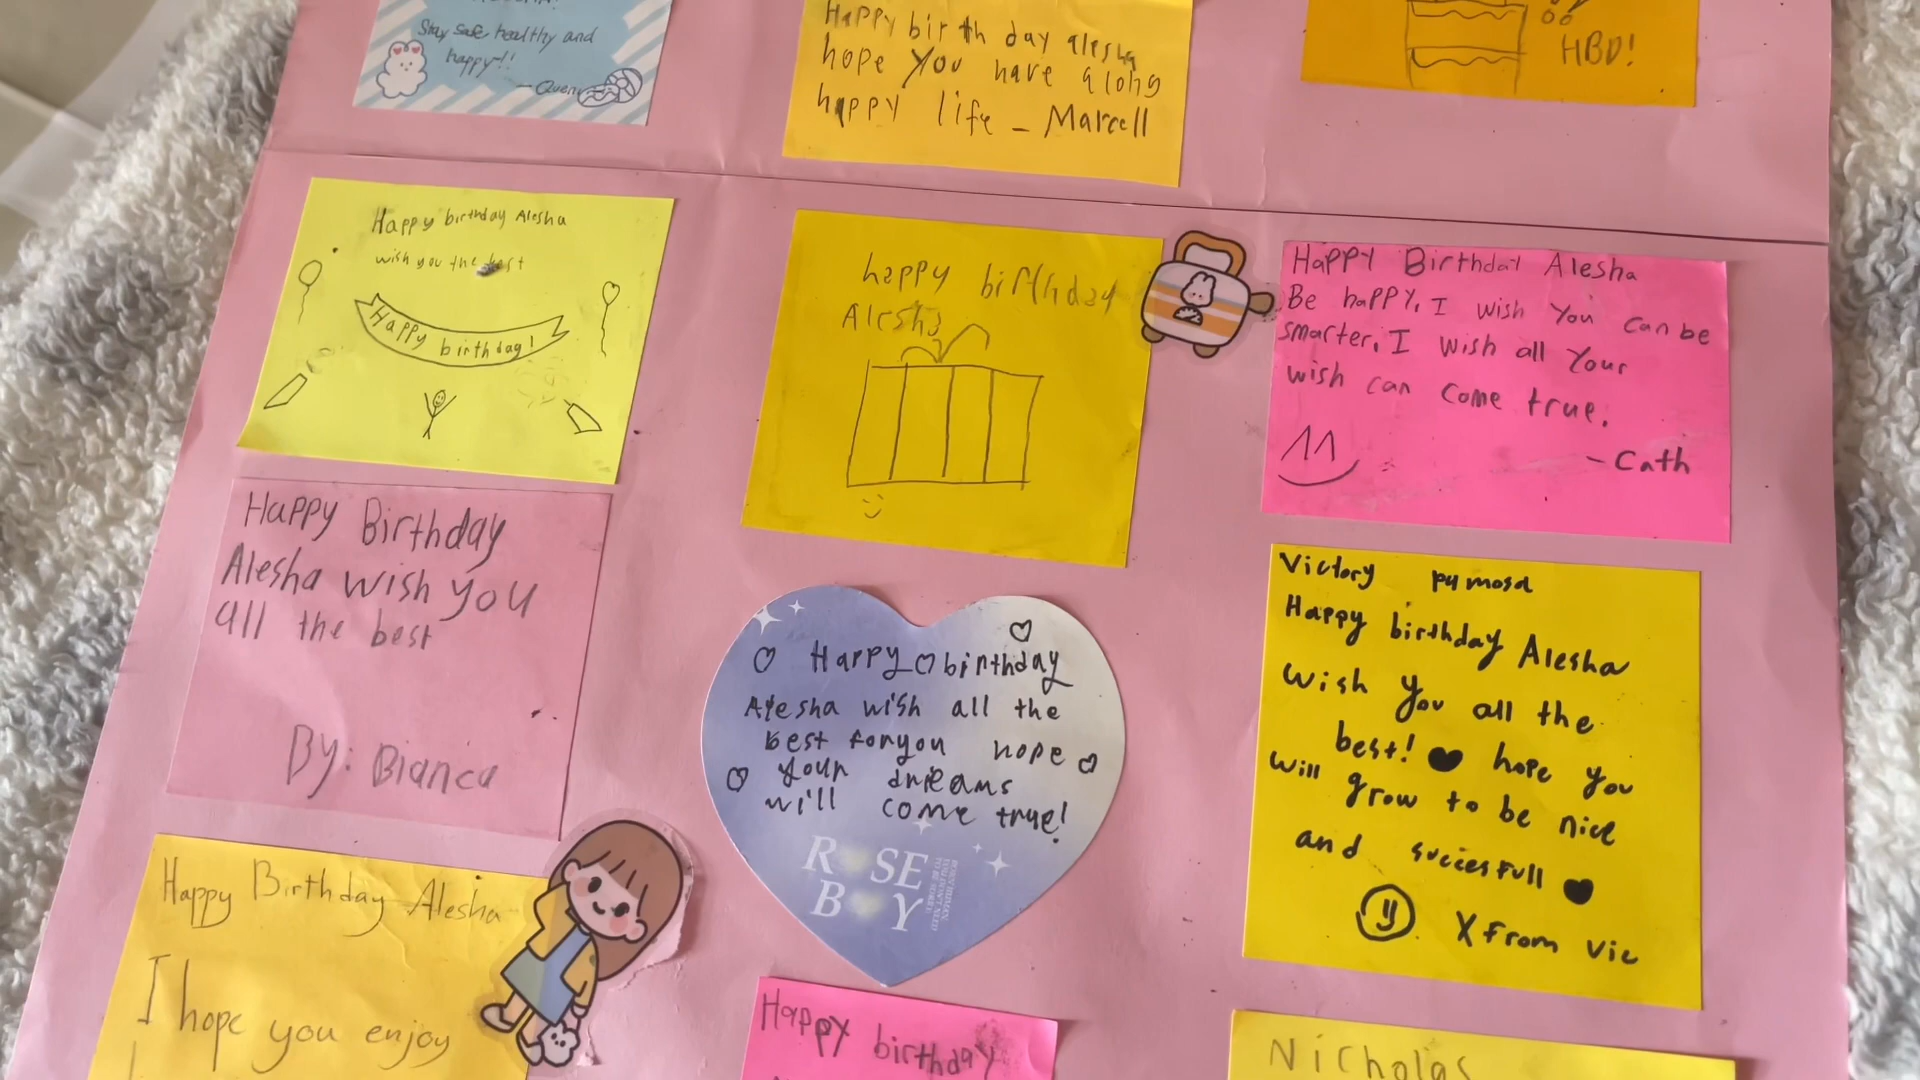 Stay safe healthy and
happy!!
Happy birthday alesha
hope you have a long
happy life - Marcell
HBD!
Happy birthday Alesha
wish you the best
Happy birthday!
happy birthday
Alesha
Happy Birthday Alesha
Be happy, I wish you can be
smarter. I wish all your
wish can come true.
- Cath
Happy Birthday
Alesha wish you
all the best
By: Bianca
Happy birthday
Alesha wish all the
best for you hope
your dreams
will come true!
ROSE
BOY
Victory
Happy birthday Alesha
wish you all the
best! hope you
will grow to be nice
and succesfull
X from vic
Happy Birthday Alesha
I hope you enjoy
Happy birthday
Nicholas